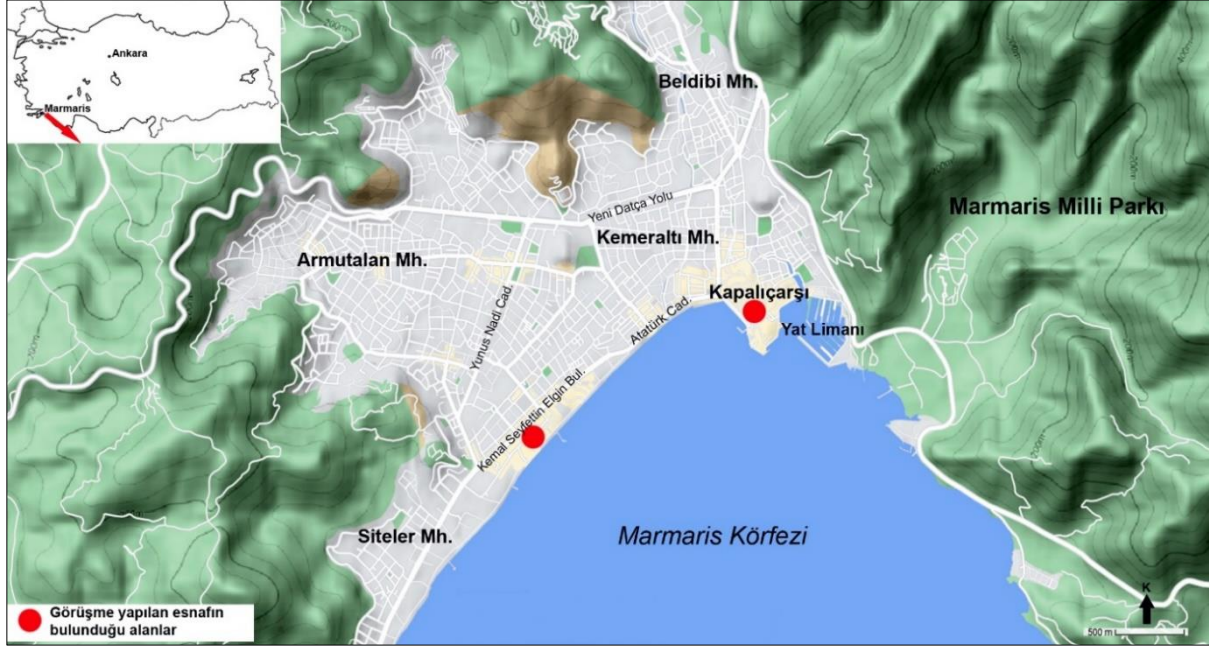 Ankara
Marmaris
Beldibi Mh.
Yeni Datça Yolu
Marmaris Milli Parkı
Kemeraltı Mh.
Armutalan Mh.
Kapalıçarşı
Yat Limanı
Atatürk Cad.
Yunus Nadi Cad.
Kemal Seyfettin Elgin Bul.
Siteler Mh.
Marmaris Körfezi
Görüşme yapılan esnafın
bulunduğu alanlar
K
500 m